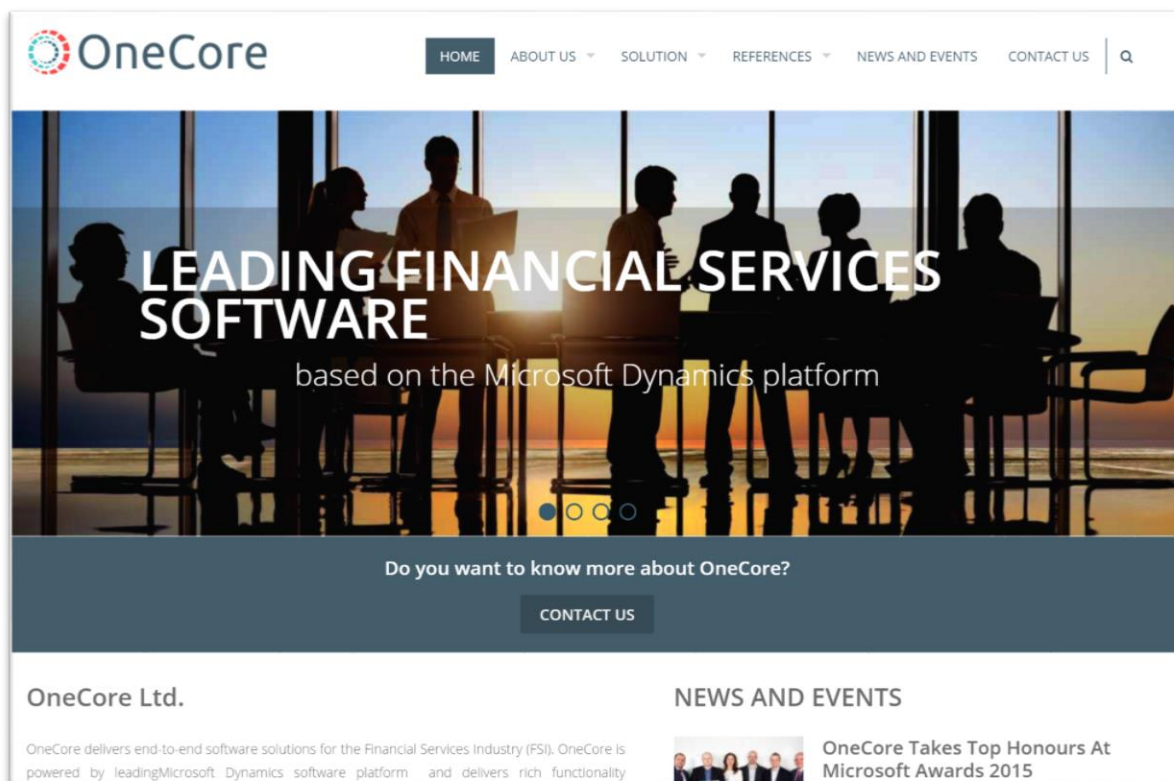 OneCore
HOME
ABOUT US
SOLUTION
REFERENCES
NEWS AND EVENTS
CONTACT US
LEADING FINANCIAL SERVICES
SOFTWARE
based on the Microsoft Dynamics platform
Do you want to know more about OneCore?
CONTACT US
OneCore Ltd.
OneCore delivers end-to-end software solutions for the Financial Services Industry (FSI). OneCore is
powered by leadingMicrosoft Dynamics software platform and delivers rich functionality
NEWS AND EVENTS
OneCore Takes Top Honours At
Microsoft Awards 2015